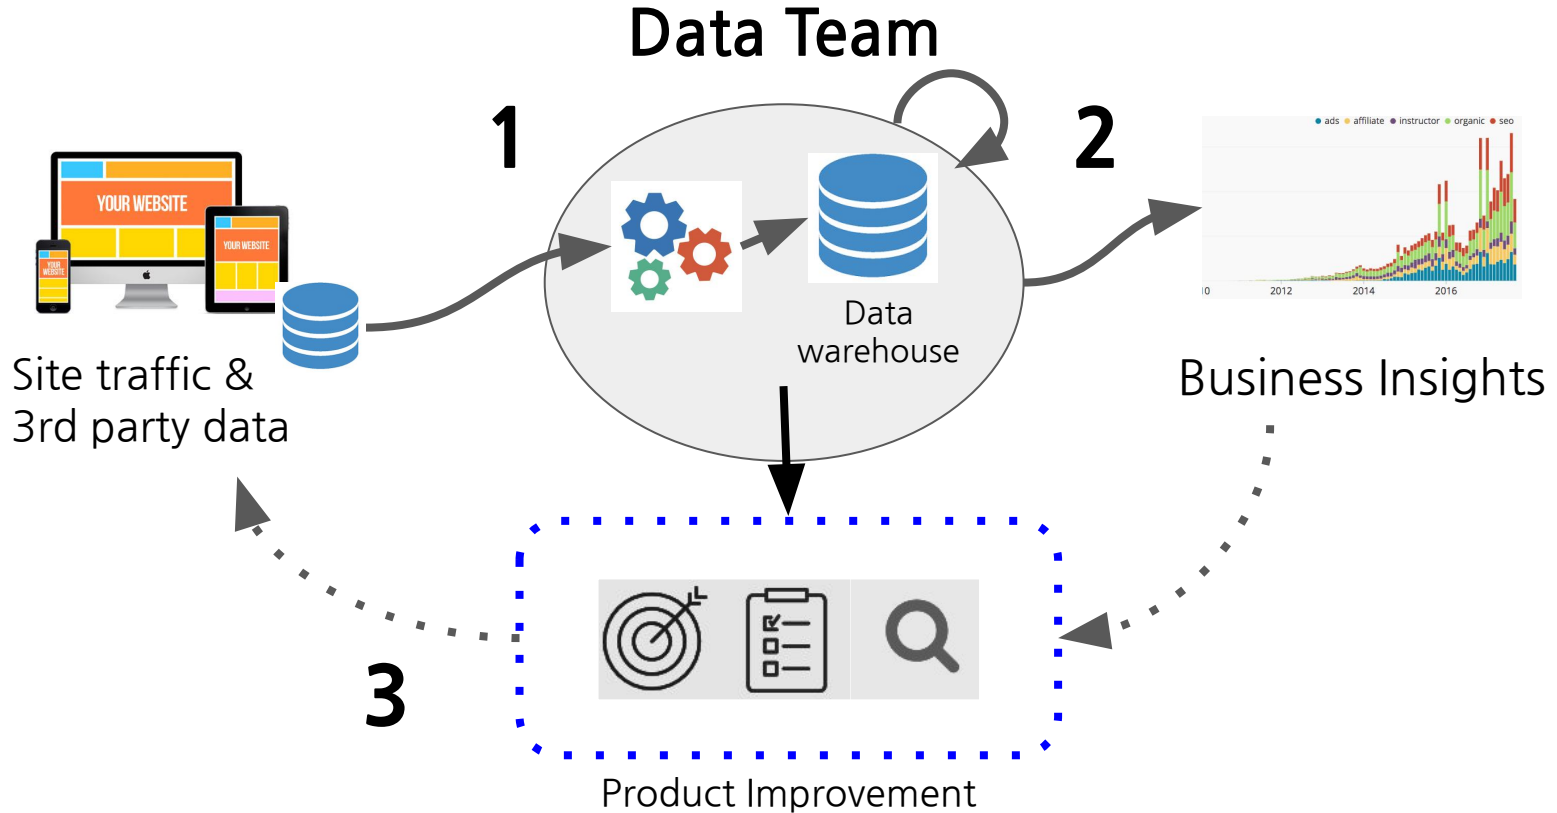 Data Team
1
2
ads affiliate instructor organic seo
YOUR WEBSITE
YOUR WEBSITE
YOUR
WEBSITE
Data
warehouse
10
2012
2014
2016
Site traffic &
3rd party data
Business Insights
3
Product Improvement